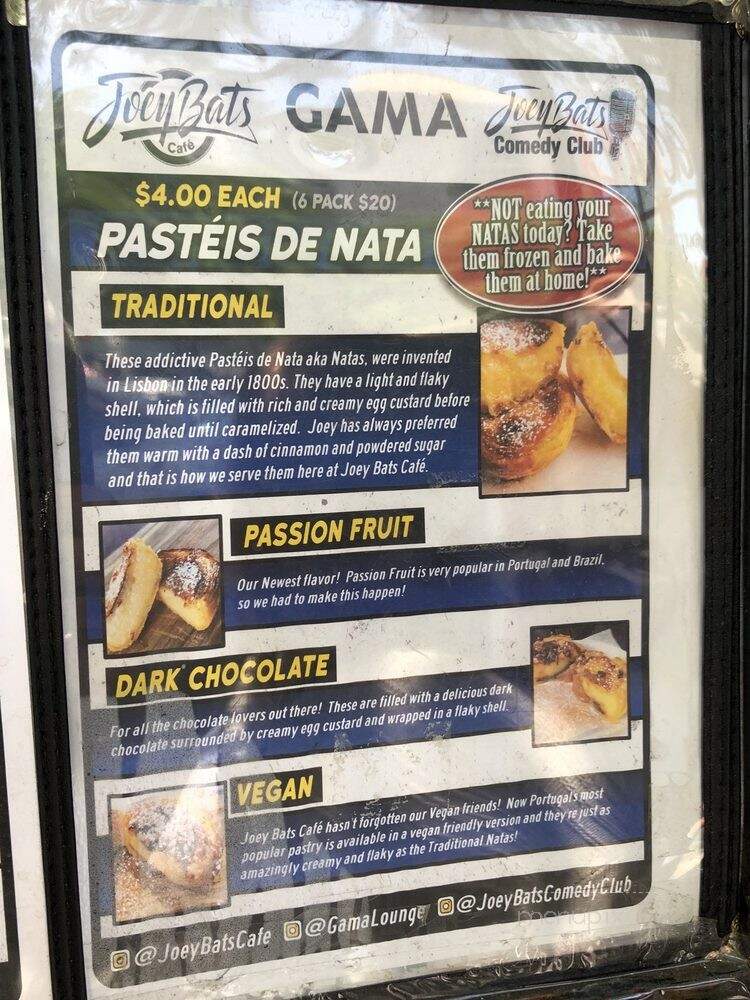 Joey Bats
Café
GAMA
Joey Bats
Comedy Club
$4.00 EACH (6 PACK $20)
PASTÉIS DE NATA
**NOT eating your
NATAS today? Take
them frozen and bake
them at home!**
TRADITIONAL
These addictive Pastéis de Nata aka Natas, were invented
in Lisbon in the early 1800s. They have a light and flaky
shell, which is filled with rich and creamy egg custard before
being baked until caramelized. Joey has always preferred
them warm with a dash of cinnamon and powdered sugar
and that is how we serve them here at Joey Bats Café.
PASSION FRUIT
Our Newest flavor! Passion Fruit is very popular in Portugal and Brazil,
so we had to make this happen!
DARK CHOCOLATE
For all the chocolate lovers out there! These are filled with a delicious dark
chocolate surrounded by creamy egg custard and wrapped in a flaky shell.
VEGAN
Joey Bats Café hasn't forgotten our Vegan friends! Now Portugal's most
popular pastry is available in a vegan friendly version and they're just as
amazingly creamy and flaky as the Traditional Natas!
@JoeyBatsCafe @GamaLounge @JoeyBatsComedyClub